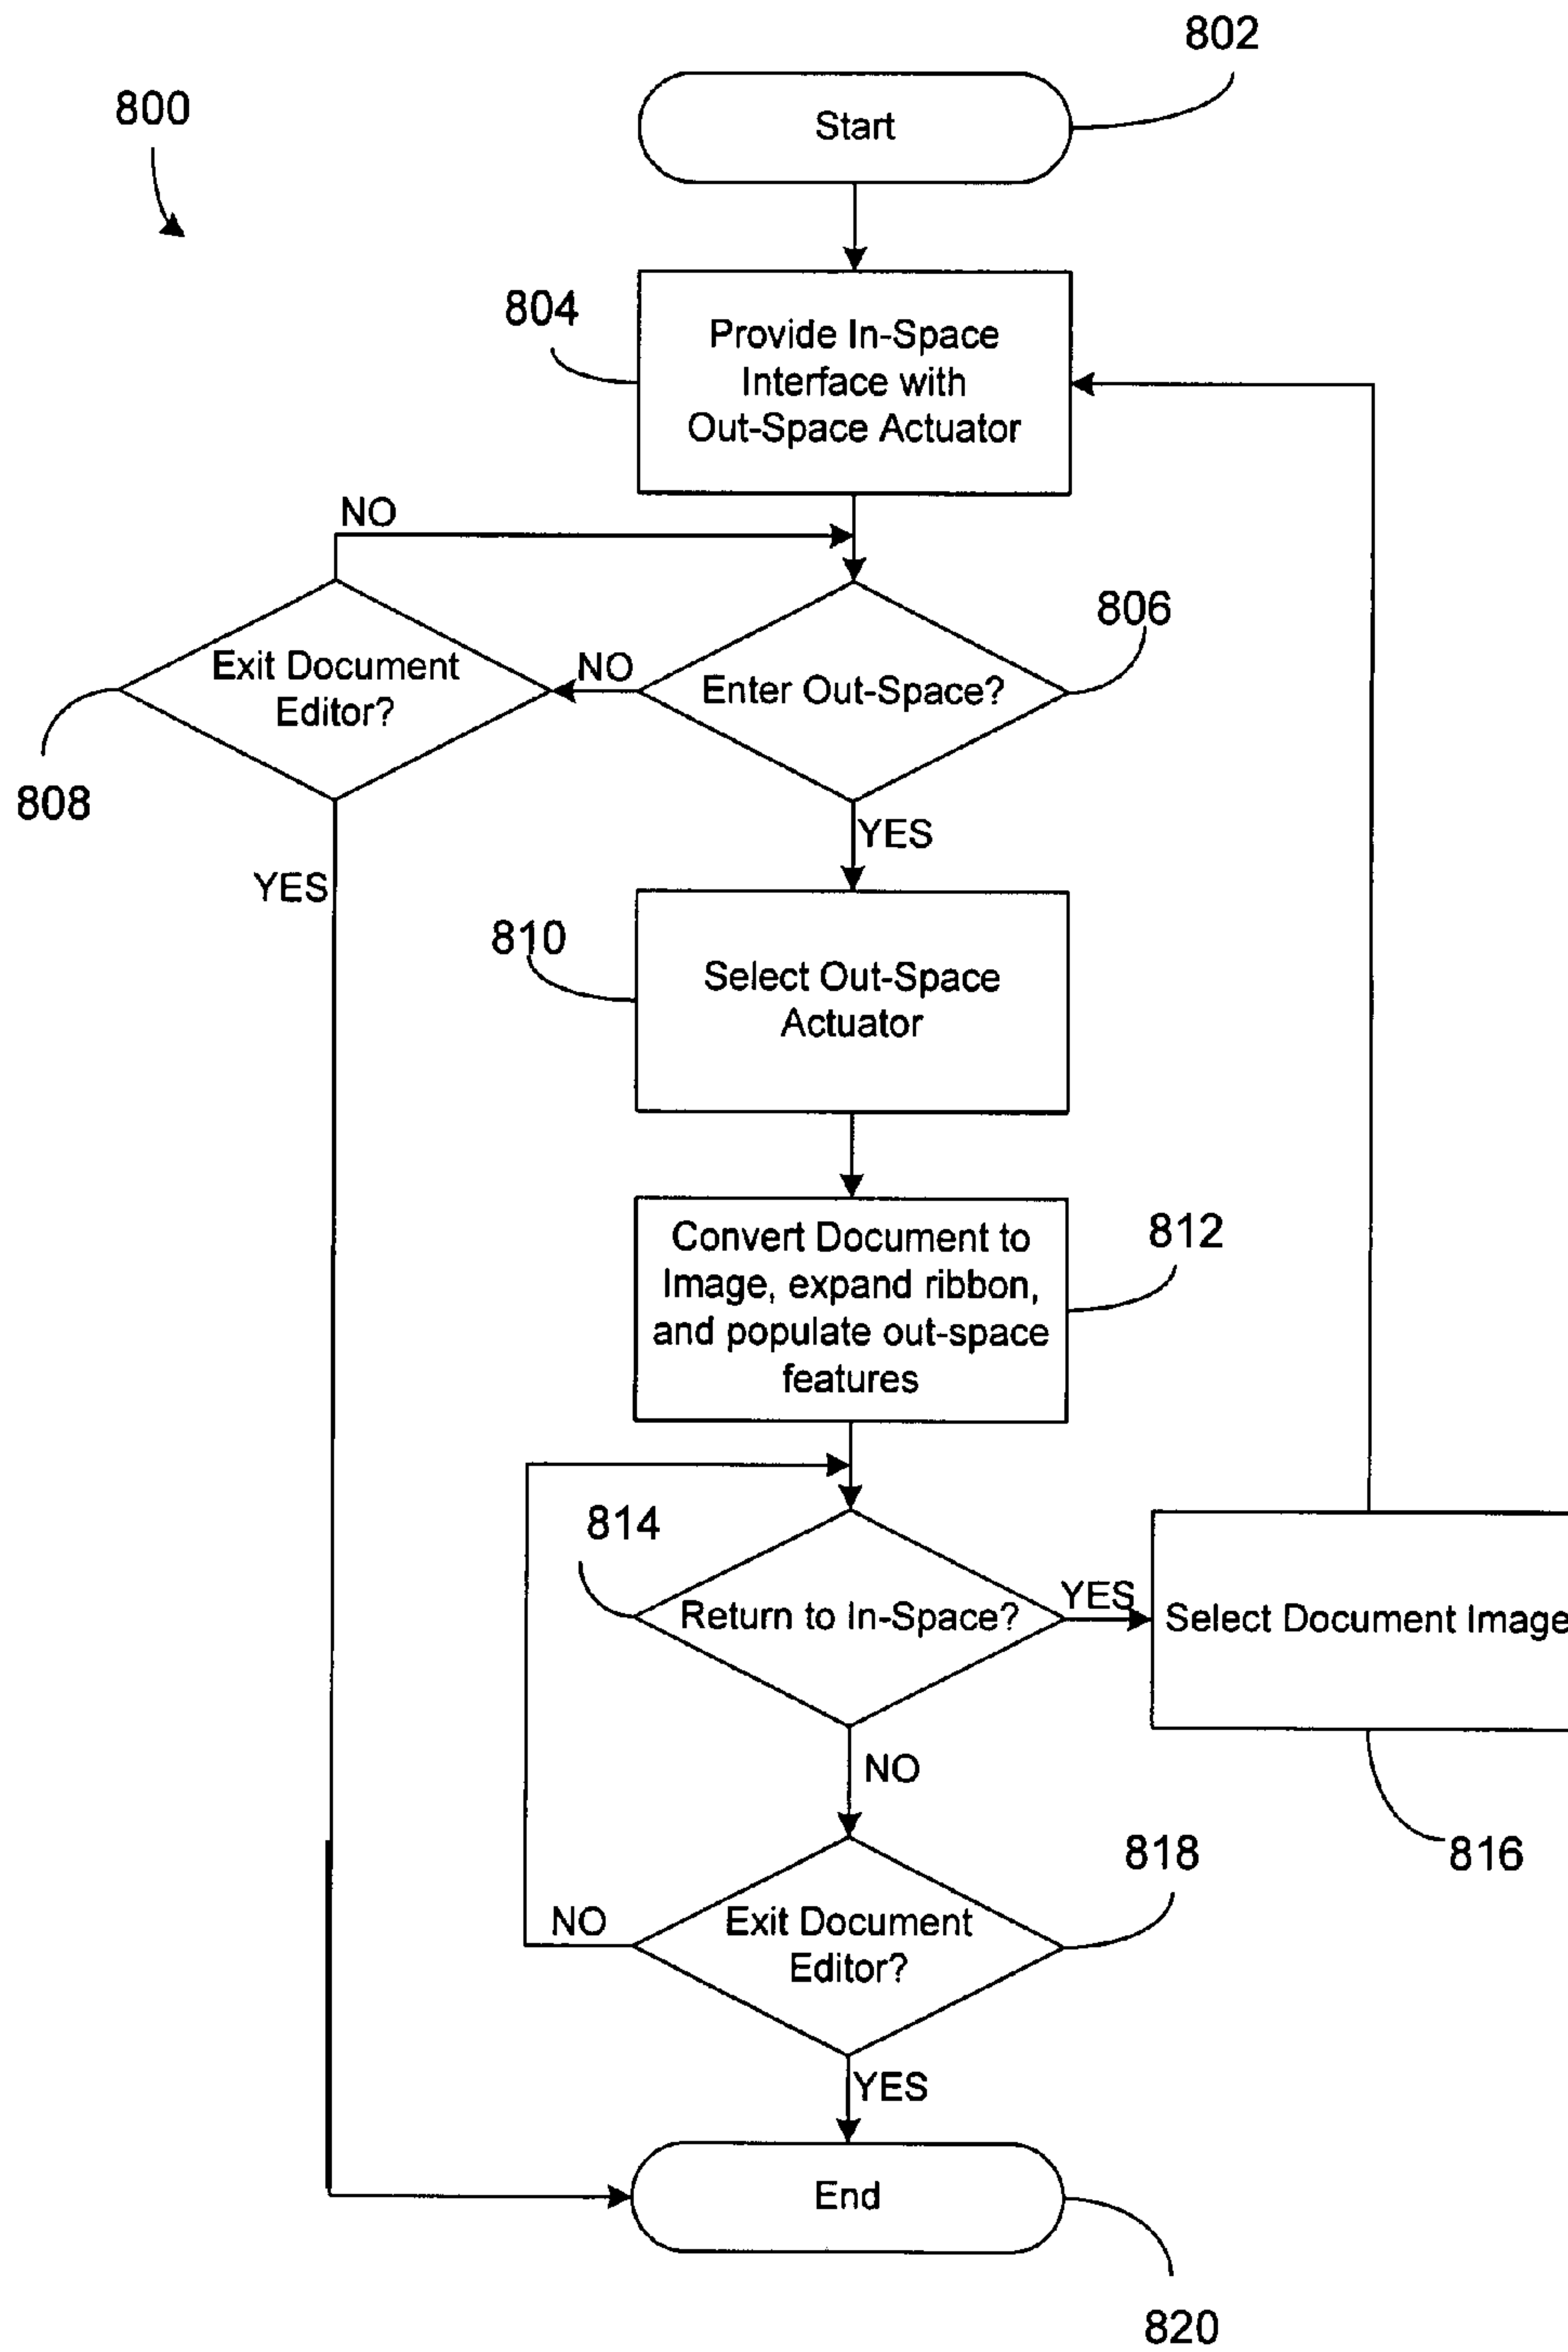 802
800
Start
804
Provide In-Space
Interface with
Out-Space Actuator
NO
806
Exit Document
Editor?
NO
Enter Out-Space?
808
YES
YES
810
Select Out-Space
Actuator
812
Convert Document to
Image, expand ribbon,
and populate out-space
features
814
Return to In-Space?
YES
Select Document Image
NO
816
818
NO
Exit Document
Editor?
YES
End
820